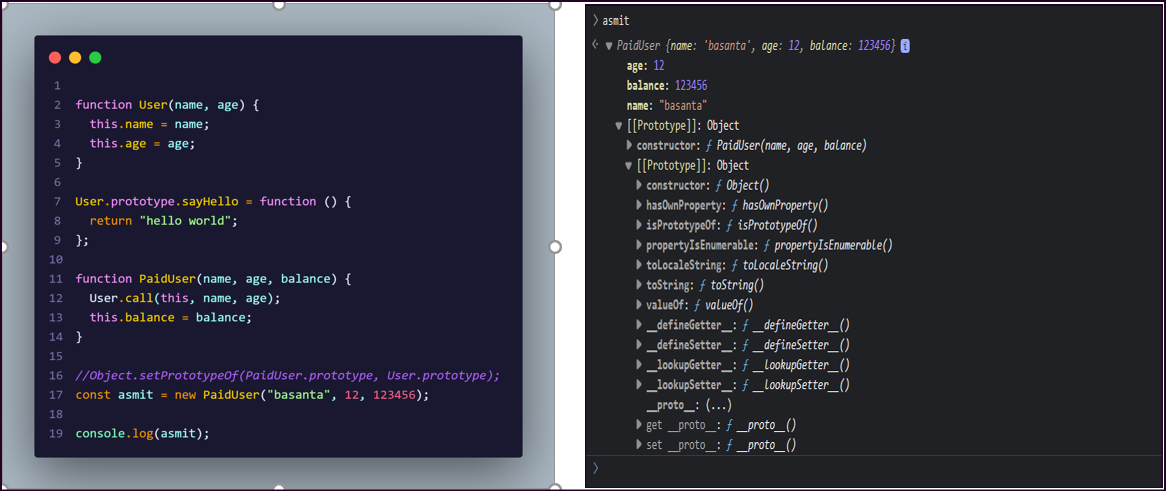 1
2 function User(name, age) {
3   this.name = name;
4   this.age = age;
5 }
6
7 User.prototype.sayHello = function () {
8   return "hello world";
9 };
10
11 function PaidUser(name, age, balance) {
12   User.call(this, name, age);
13   this.balance = balance;
14 }
15
16 //Object.setPrototypeOf(PaidUser.prototype, User.prototype);
17 const asmit = new PaidUser("basanta", 12, 123456);
18
19 console.log(asmit);
> asmit
PaidUser {name: 'basanta', age: 12, balance: 123456} i
age: 12
balance: 123456
name: "basanta"
[[Prototype]]: Object
constructor: ƒ PaidUser(name, age, balance)
[[Prototype]]: Object
constructor: ƒ Object()
hasOwnProperty: ƒ hasOwnProperty()
isPrototypeOf: ƒ isPrototypeOf()
propertyIsEnumerable: ƒ propertyIsEnumerable()
toLocaleString: ƒ toLocaleString()
toString: ƒ toString()
valueOf: ƒ valueOf()
__defineGetter__: ƒ __defineGetter__()
__defineSetter__: ƒ __defineSetter__()
__lookupGetter__: ƒ __lookupGetter__()
__lookupSetter__: ƒ __lookupSetter__()
__proto__: (...)
get __proto__: ƒ __proto__()
set __proto__: ƒ __proto__()
>